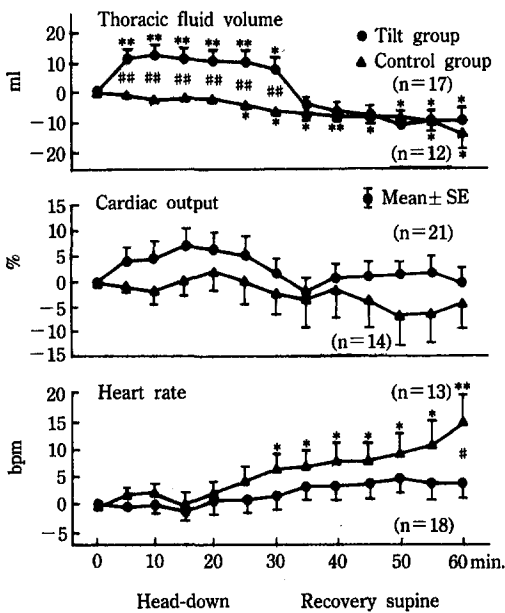 Thoracic fluid volume
20
10
0
−10
−20
ml
** ** ** ** ** *
## ## ## ## ## ##
* * * ** * * * *
*
Tilt group
Control group
(n=17)
(n=12)
Cardiac output
15
10
5
0
−5
−10
−15
%
Mean± SE
(n=21)
(n=14)
Heart rate
20
15
10
5
0
−5
bpm
(n=13)
* * * * * * **
#
(n=18)
0 10 20 30 40 50 60 min.
Head-down Recovery supine